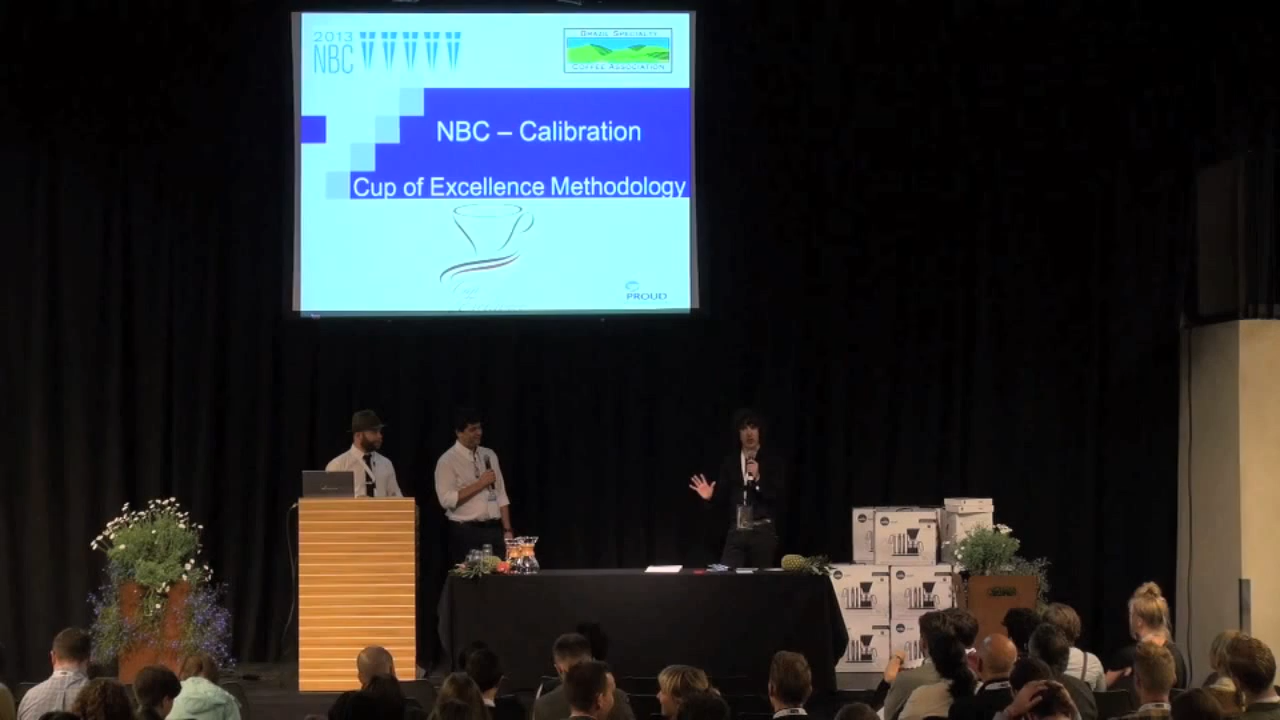 2013
NBC
BRAZIL SPECIALTY
COFFEE ASSOCIATION
NBC – Calibration
Cup of Excellence Methodology
PROUD